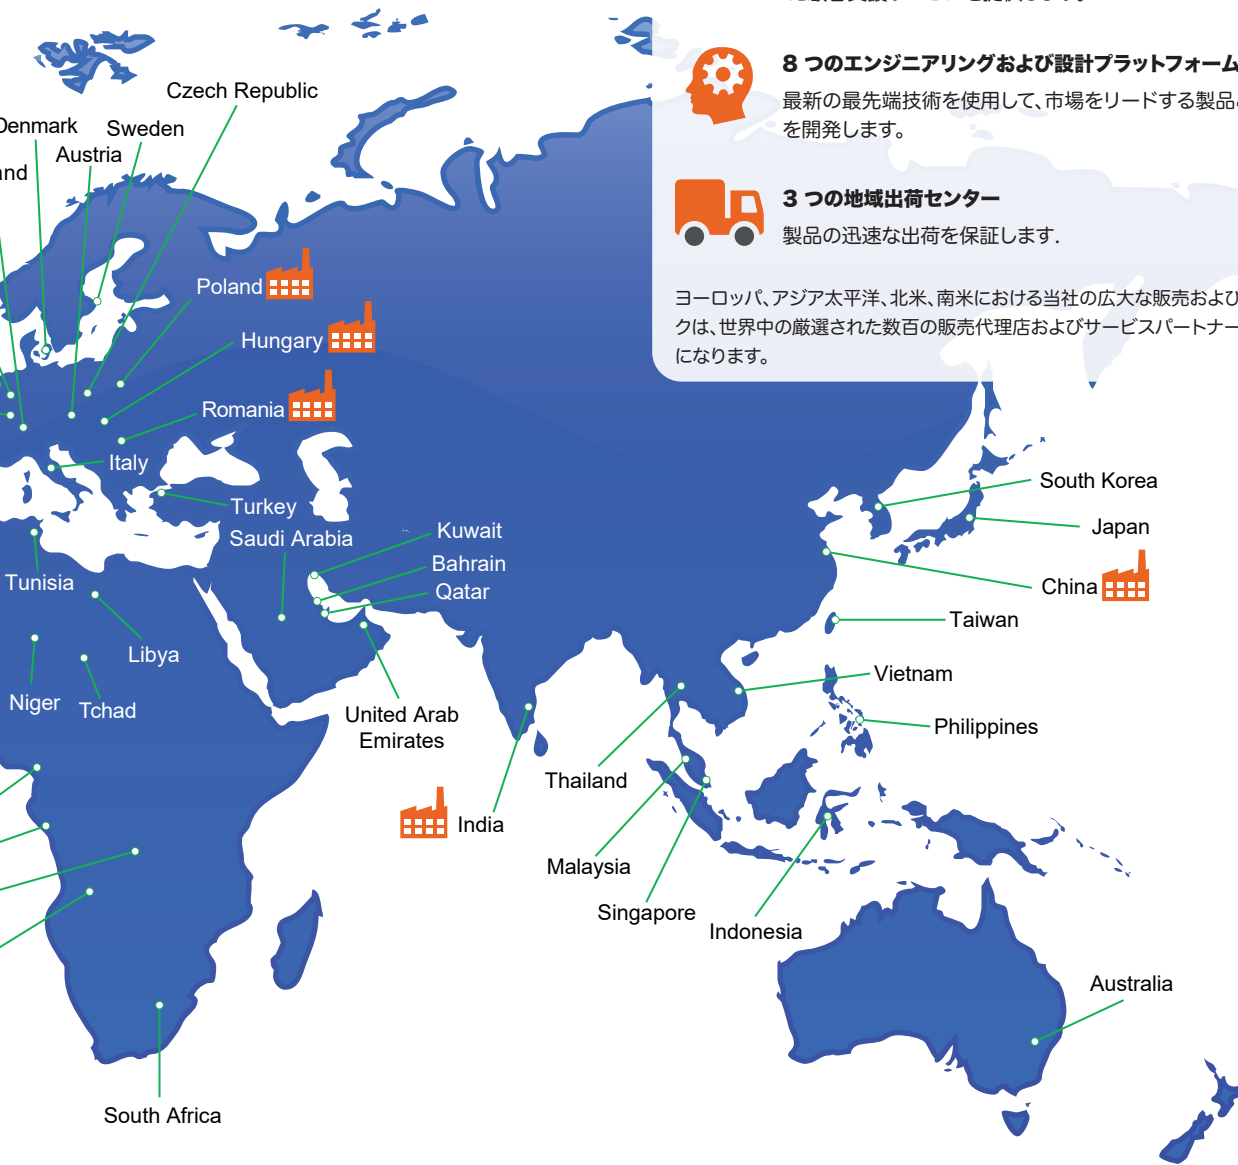 8 つのエンジニアリングおよび設計プラットフォーム
最新の最先端技術を使用して、市場をリードする製品
を開発します。
3 つの地域出荷センター
製品の迅速な出荷を保証します.
ヨーロッパ、アジア太平洋、北米、南米における当社の広大な販売および
クは、世界中の厳選された数百の販売代理店およびサービスパートナー
になります。
Czech Republic
Denmark
Sweden
Austria
Poland
Hungary
Romania
Italy
Turkey
Saudi Arabia
Kuwait
Bahrain
Qatar
Tunisia
Libya
Niger
Tchad
United Arab
Emirates
India
Thailand
Malaysia
Singapore
Indonesia
South Korea
Japan
China
Taiwan
Vietnam
Philippines
Australia
South Africa